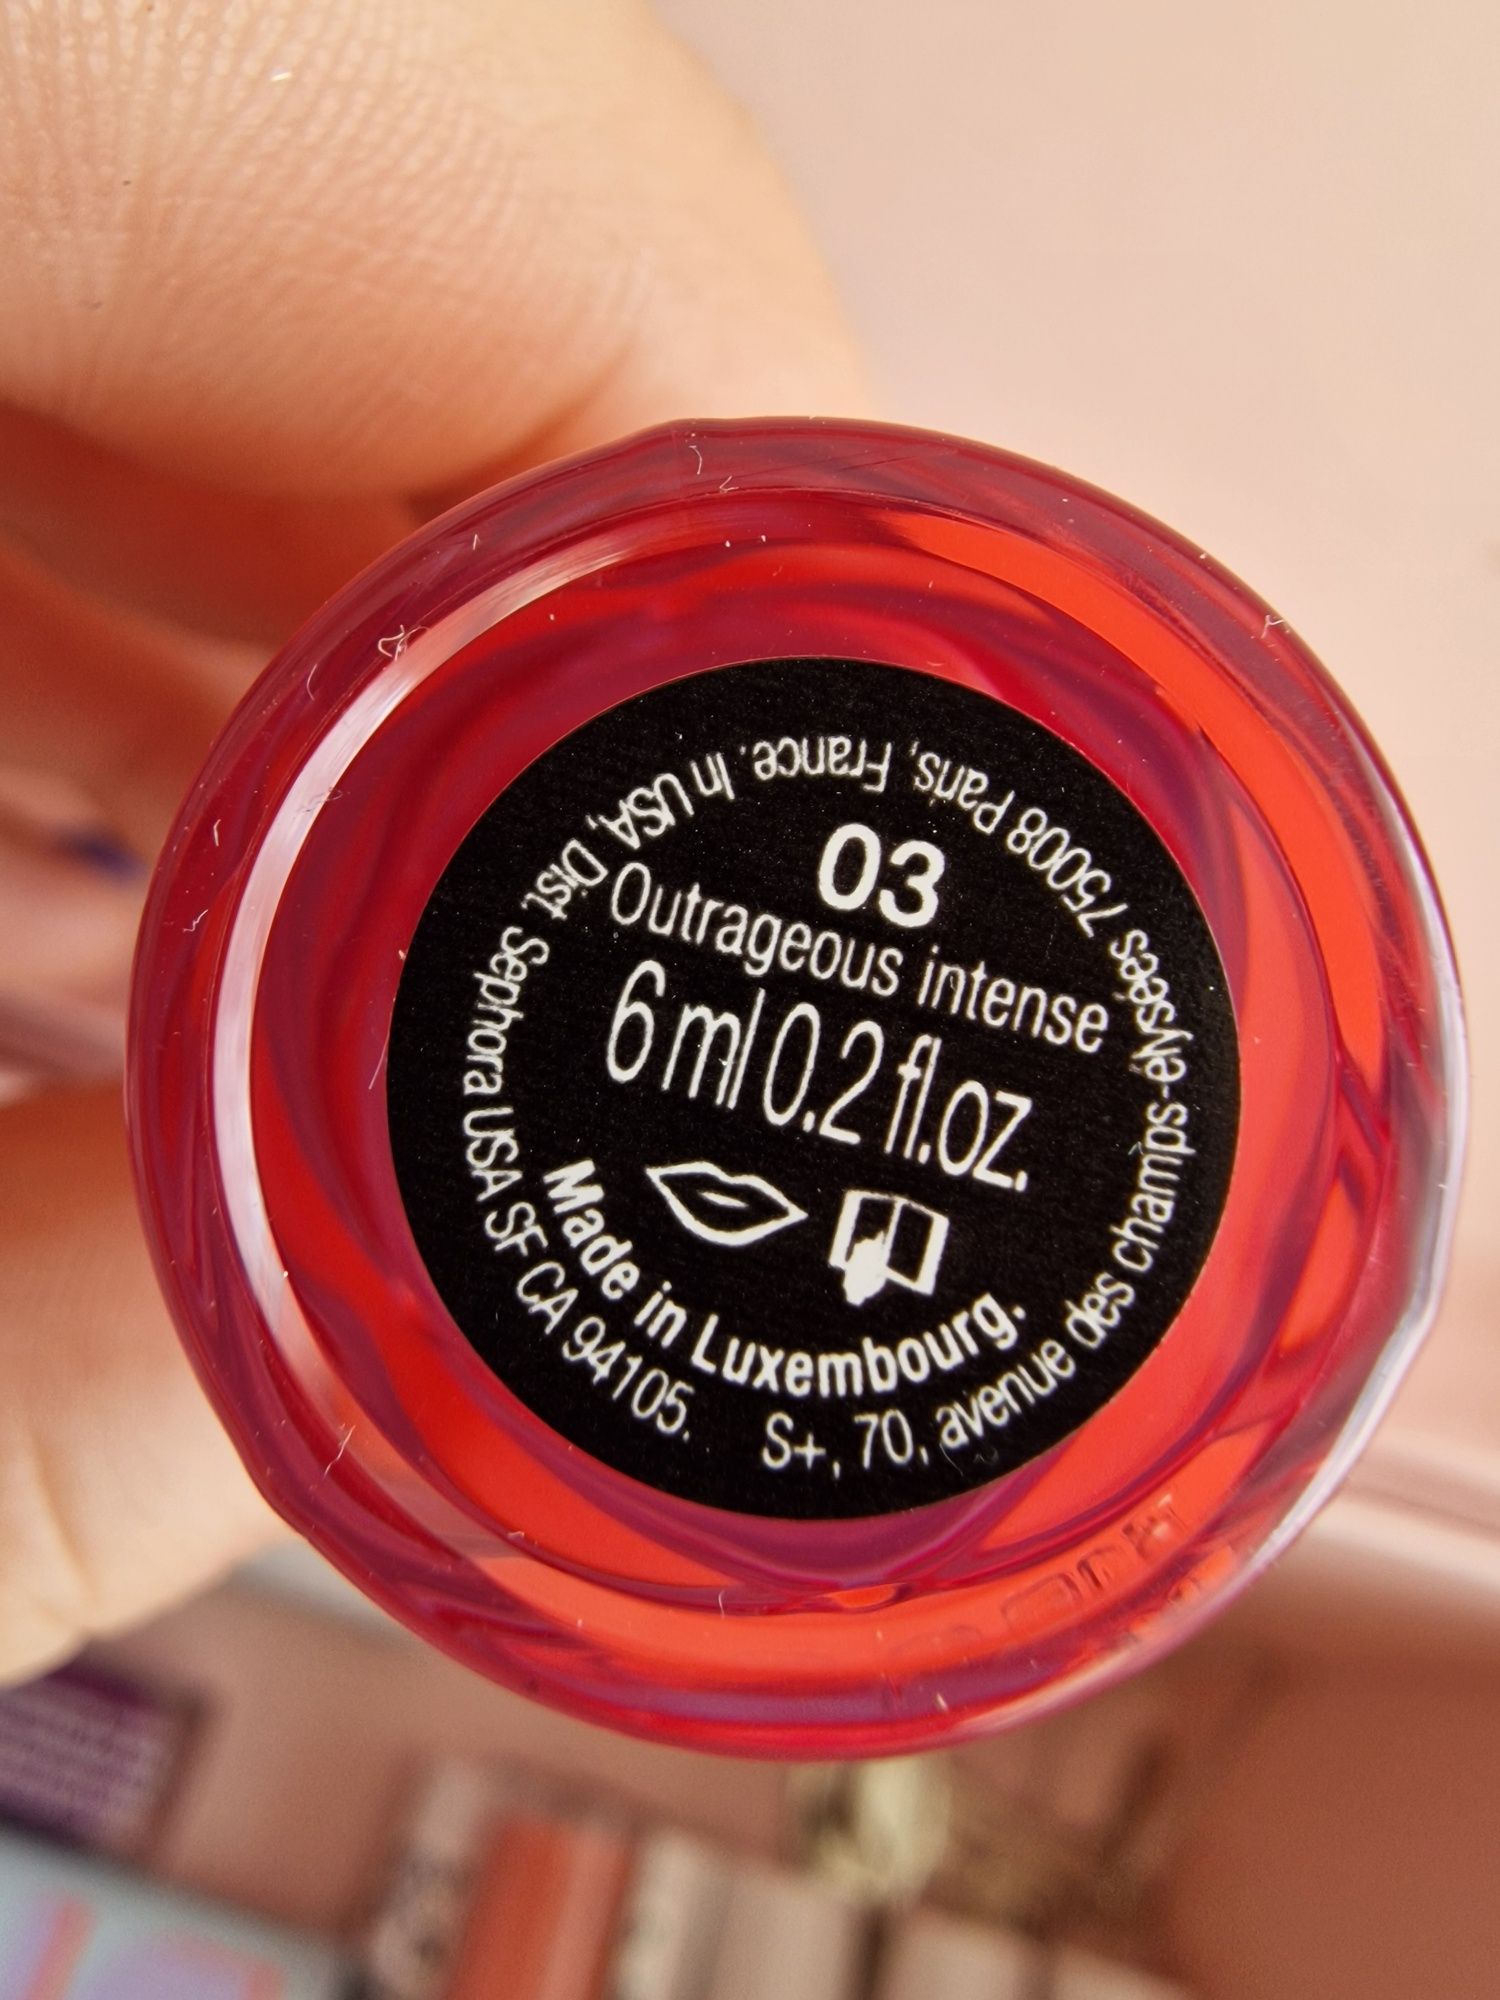 03
Outrageous intense
6 ml 0.2 fl.oz.
Made in Luxembourg.
S+, 70, avenue des champs-élysées 75008 Paris, France. In USA, Dist. Sephora USA SF CA 94105.